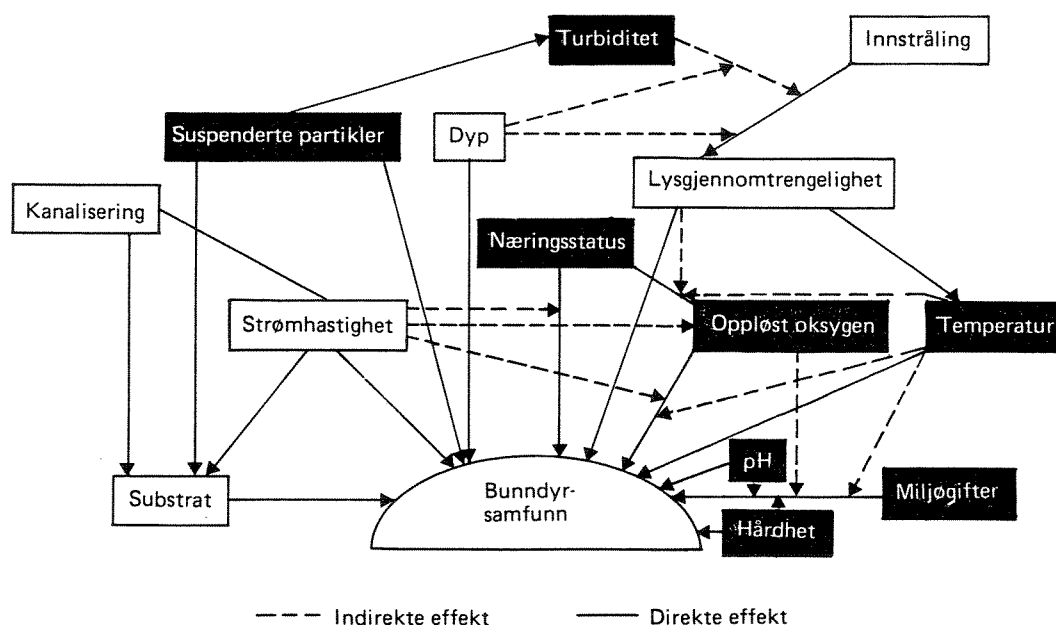 Turbiditet
Innstråling
Suspenderte partikler
Dyp
Lysgjennomtrengelighet
Kanalisering
Næringsstatus
Strømhastighet
Oppløst oksygen
Temperatur
Substrat
Bunndyr-
samfunn
pH
Miljøgifter
Hårdhet
Indirekte effekt
Direkte effekt